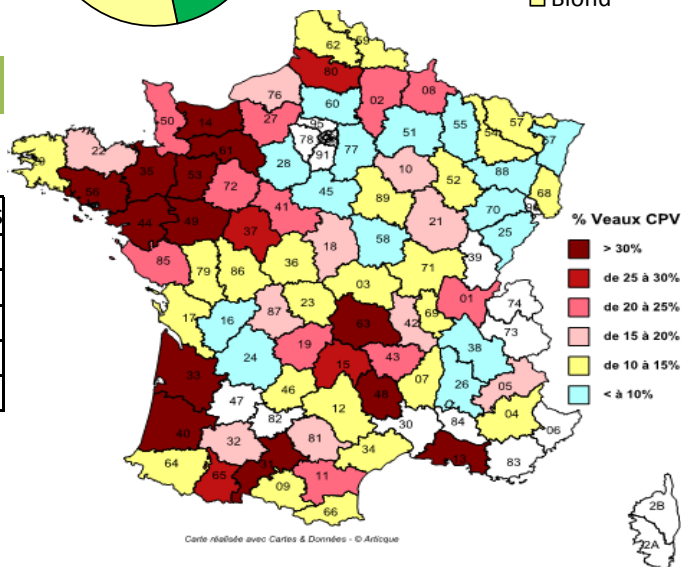 Blond
62 59
80
76 02 08
50 27 60
14 95 51 55 54 57
61 78 77 67
29 22 91
35 53 28 10 88
56 72 45 52 68
41 89 70
44 49 21 25
37 58
18 39
85 79 86 36 71
03 01 74
17 23
16 87 63 42 69 73
19 38
24 15 43
33 26 05
46 48 07
47 12 04
82 30 84 06
40 32 81
34 13 83
64 31
65 11
09
66
2B
2A
% Veaux CPV
> 30%
de 25 à 30%
de 20 à 25%
de 15 à 20%
de 10 à 15%
< à 10%
Carte réalisée avec Cartes & Données - © Articque